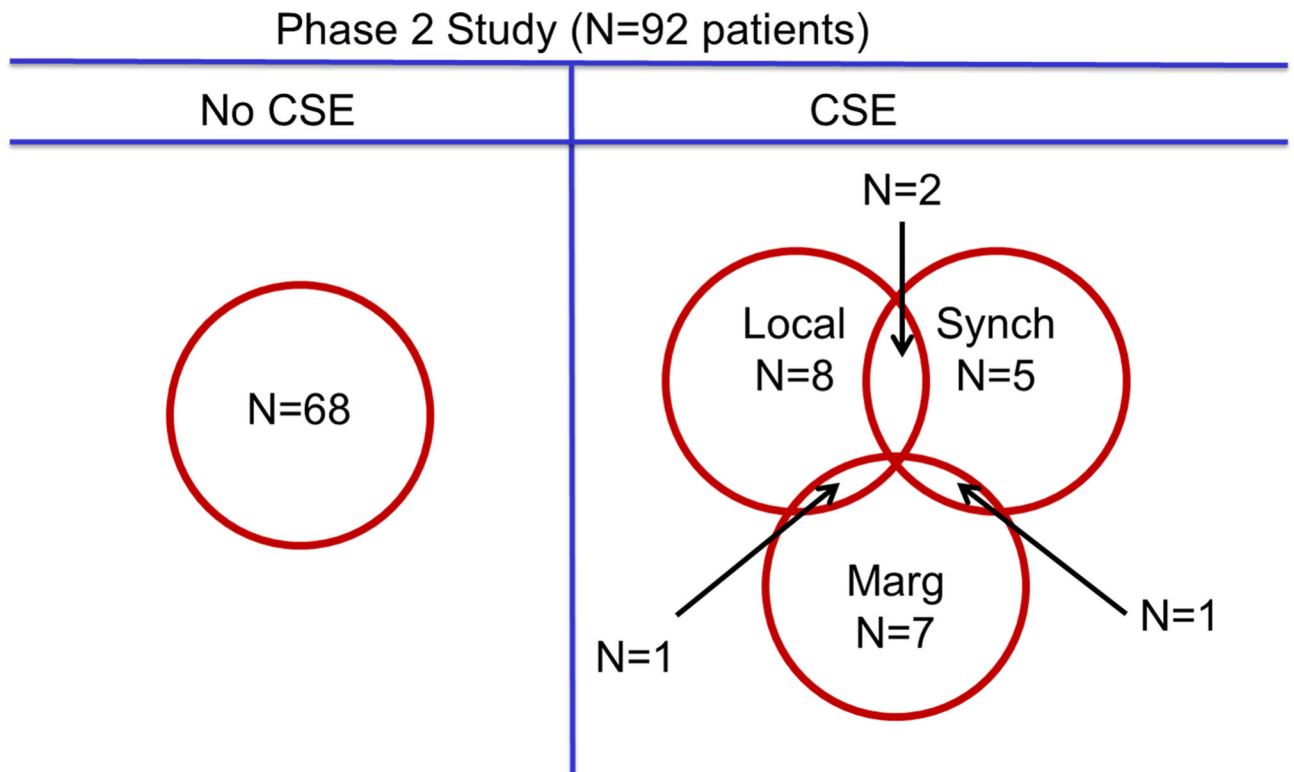 Phase 2 Study (N=92 patients)
No CSE
CSE
N=2
Local
N=8
Synch
N=5
N=68
Marg
N=7
N=1
N=1